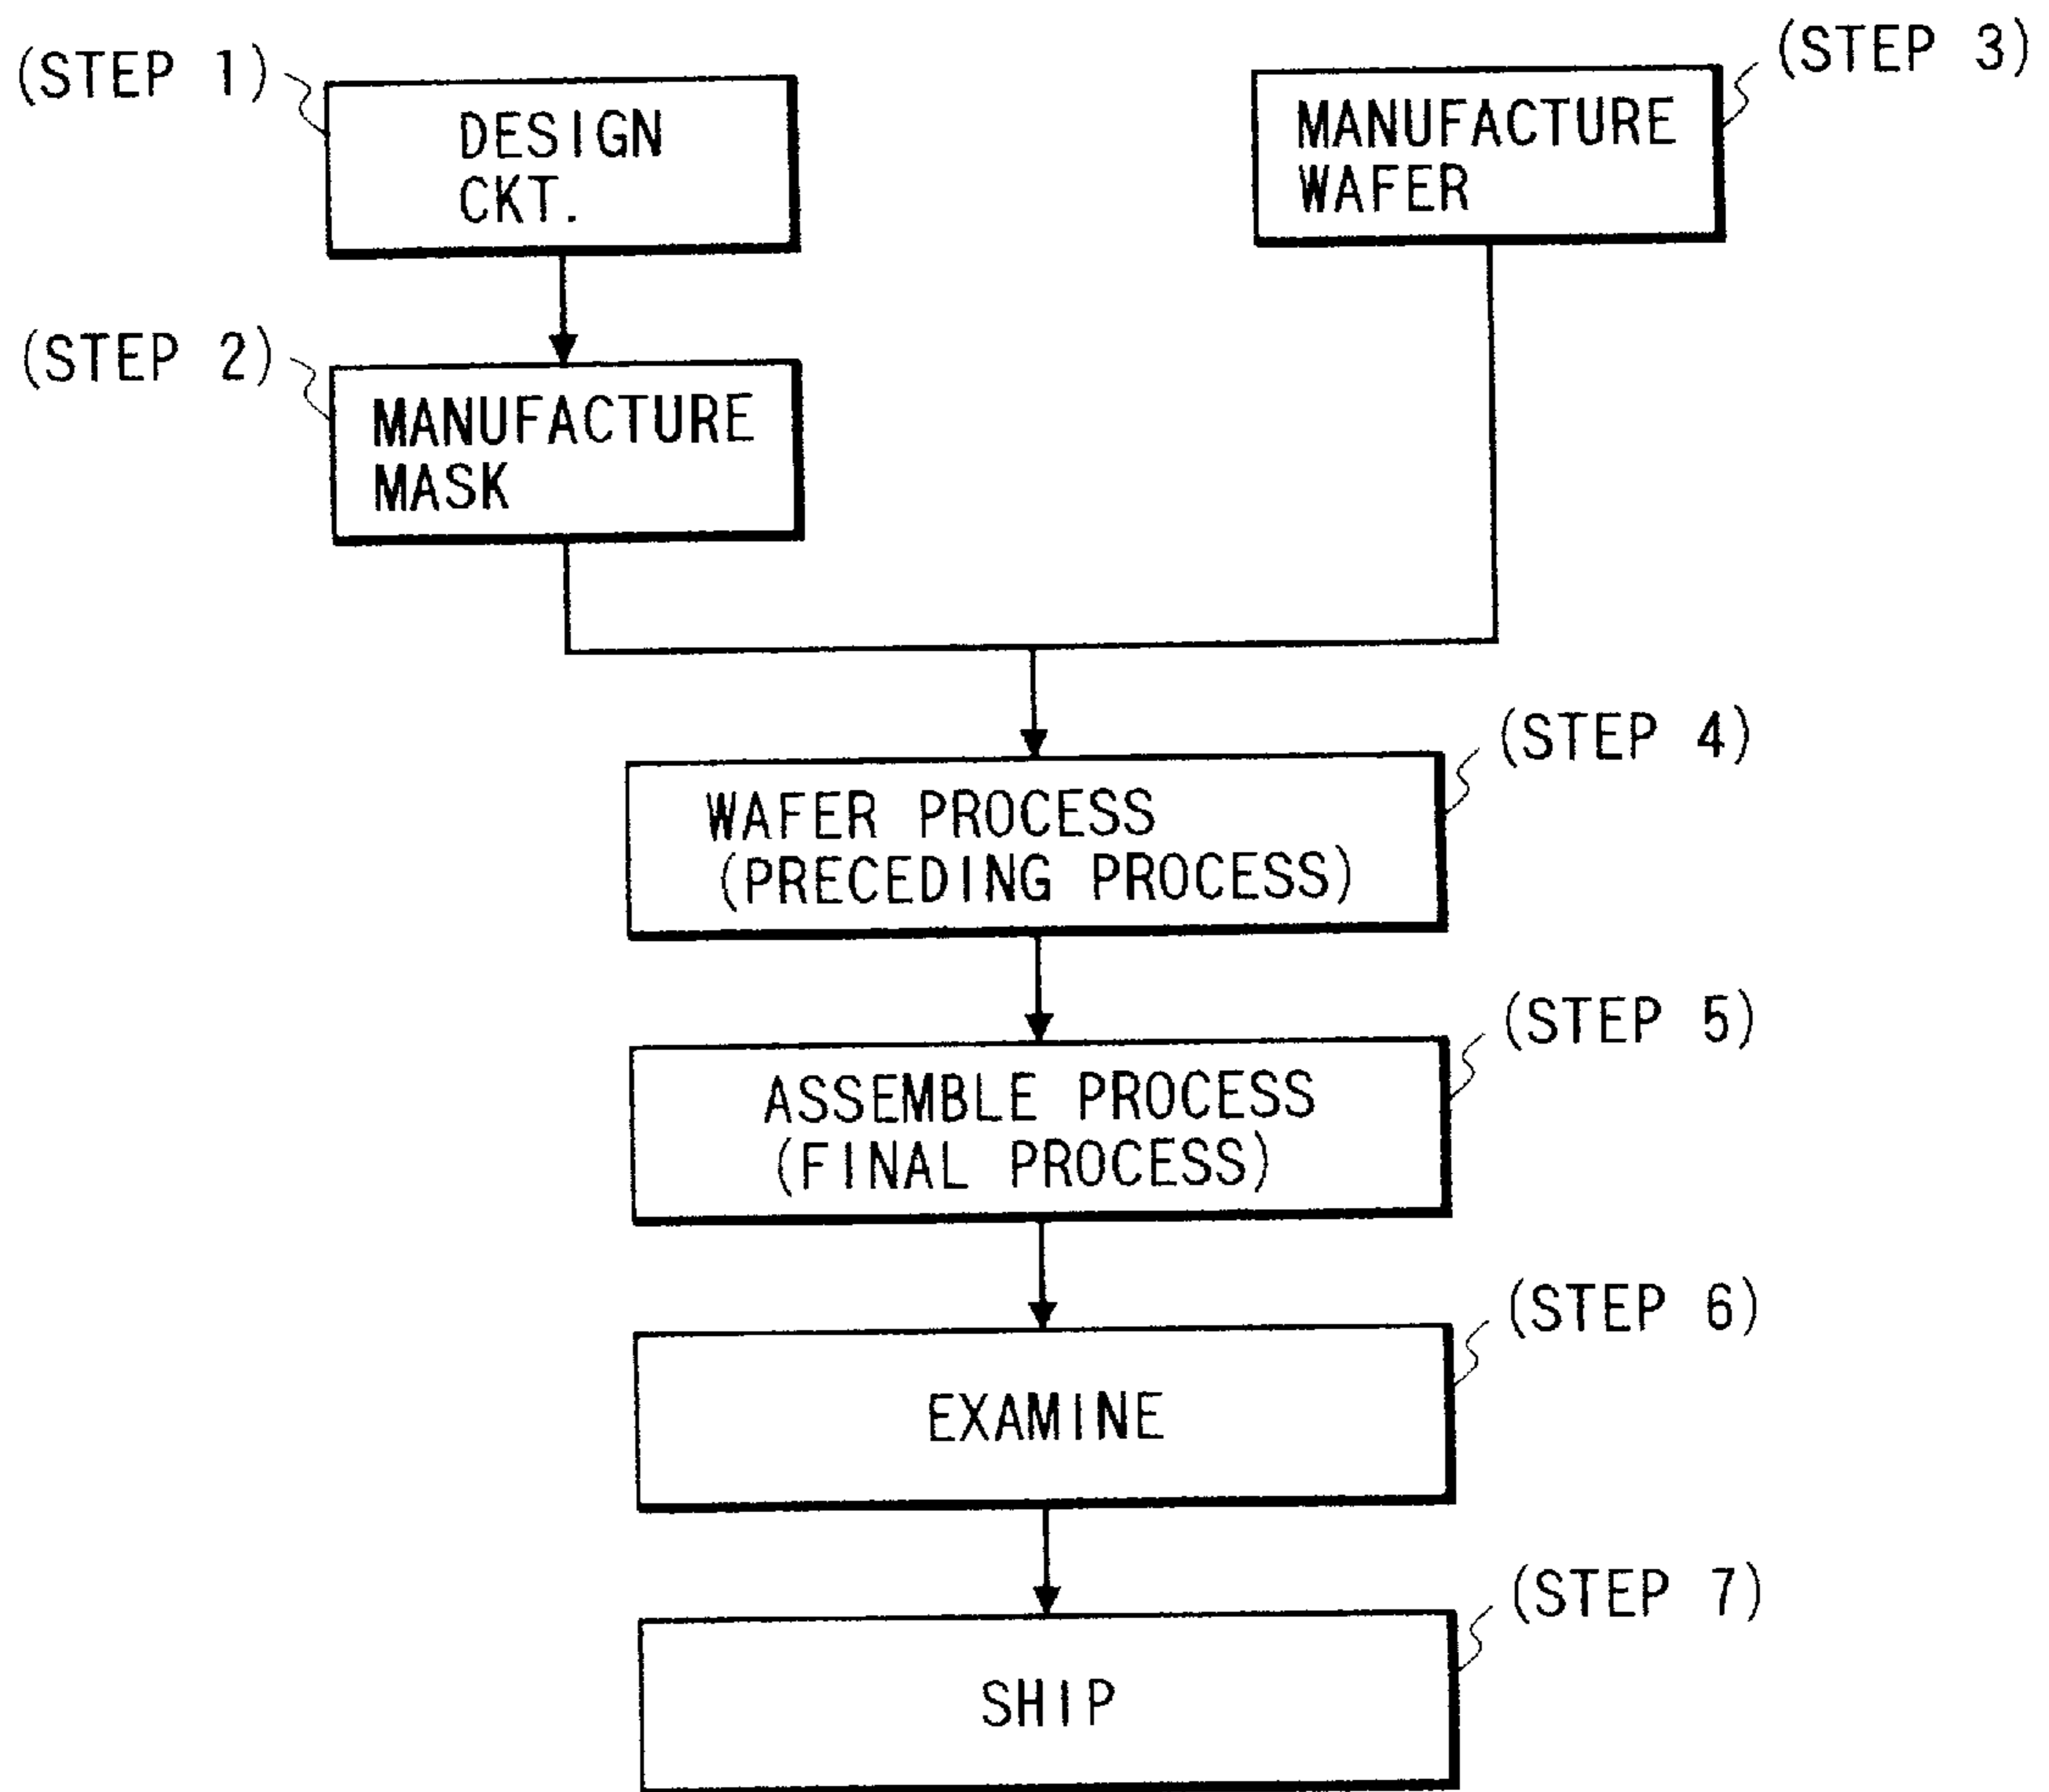 (STEP 1)
DESIGN
CKT.
(STEP 3)
MANUFACTURE
WAFER
(STEP 2)
MANUFACTURE
MASK
(STEP 4)
WAFER PROCESS
(PRECEDING PROCESS)
(STEP 5)
ASSEMBLE PROCESS
(FINAL PROCESS)
(STEP 6)
EXAMINE
(STEP 7)
SHIP